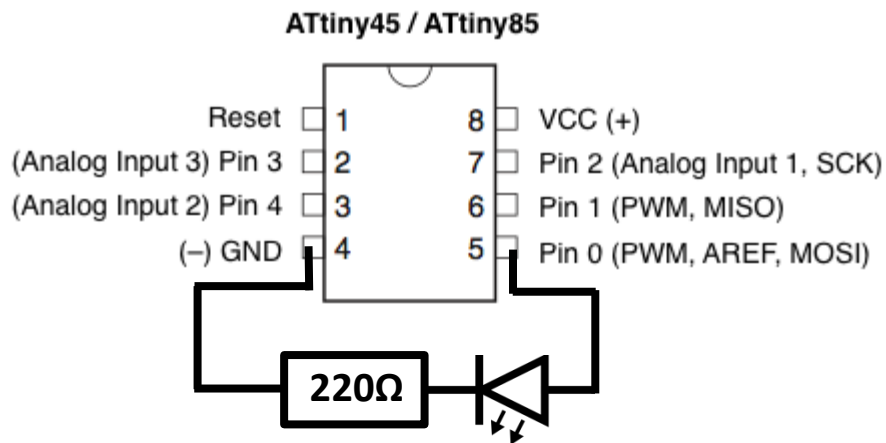 ATtiny45 / ATtiny85
Reset 1 8 VCC (+)
(Analog Input 3) Pin 3 2 7 Pin 2 (Analog Input 1, SCK)
(Analog Input 2) Pin 4 3 6 Pin 1 (PWM, MISO)
(−) GND 4 5 Pin 0 (PWM, AREF, MOSI)
220Ω